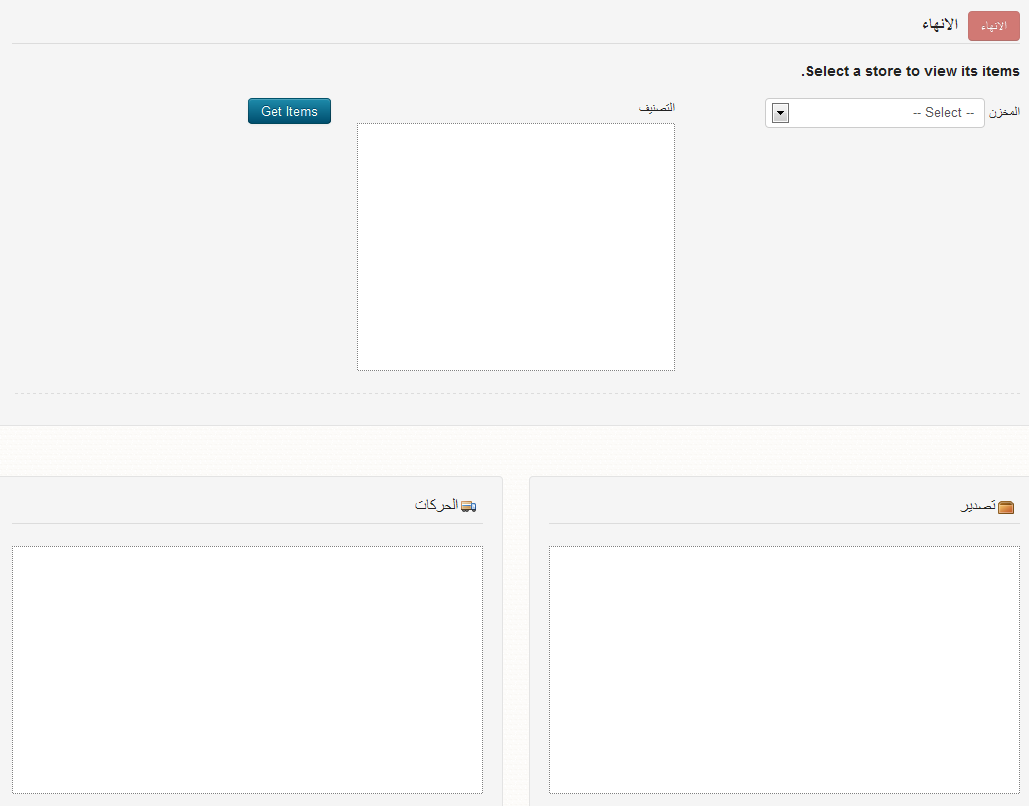 الانهاء الانهاء
.Select a store to view its items
المخزن -- Select --
التصنيف
Get Items
تصدير
الحركات